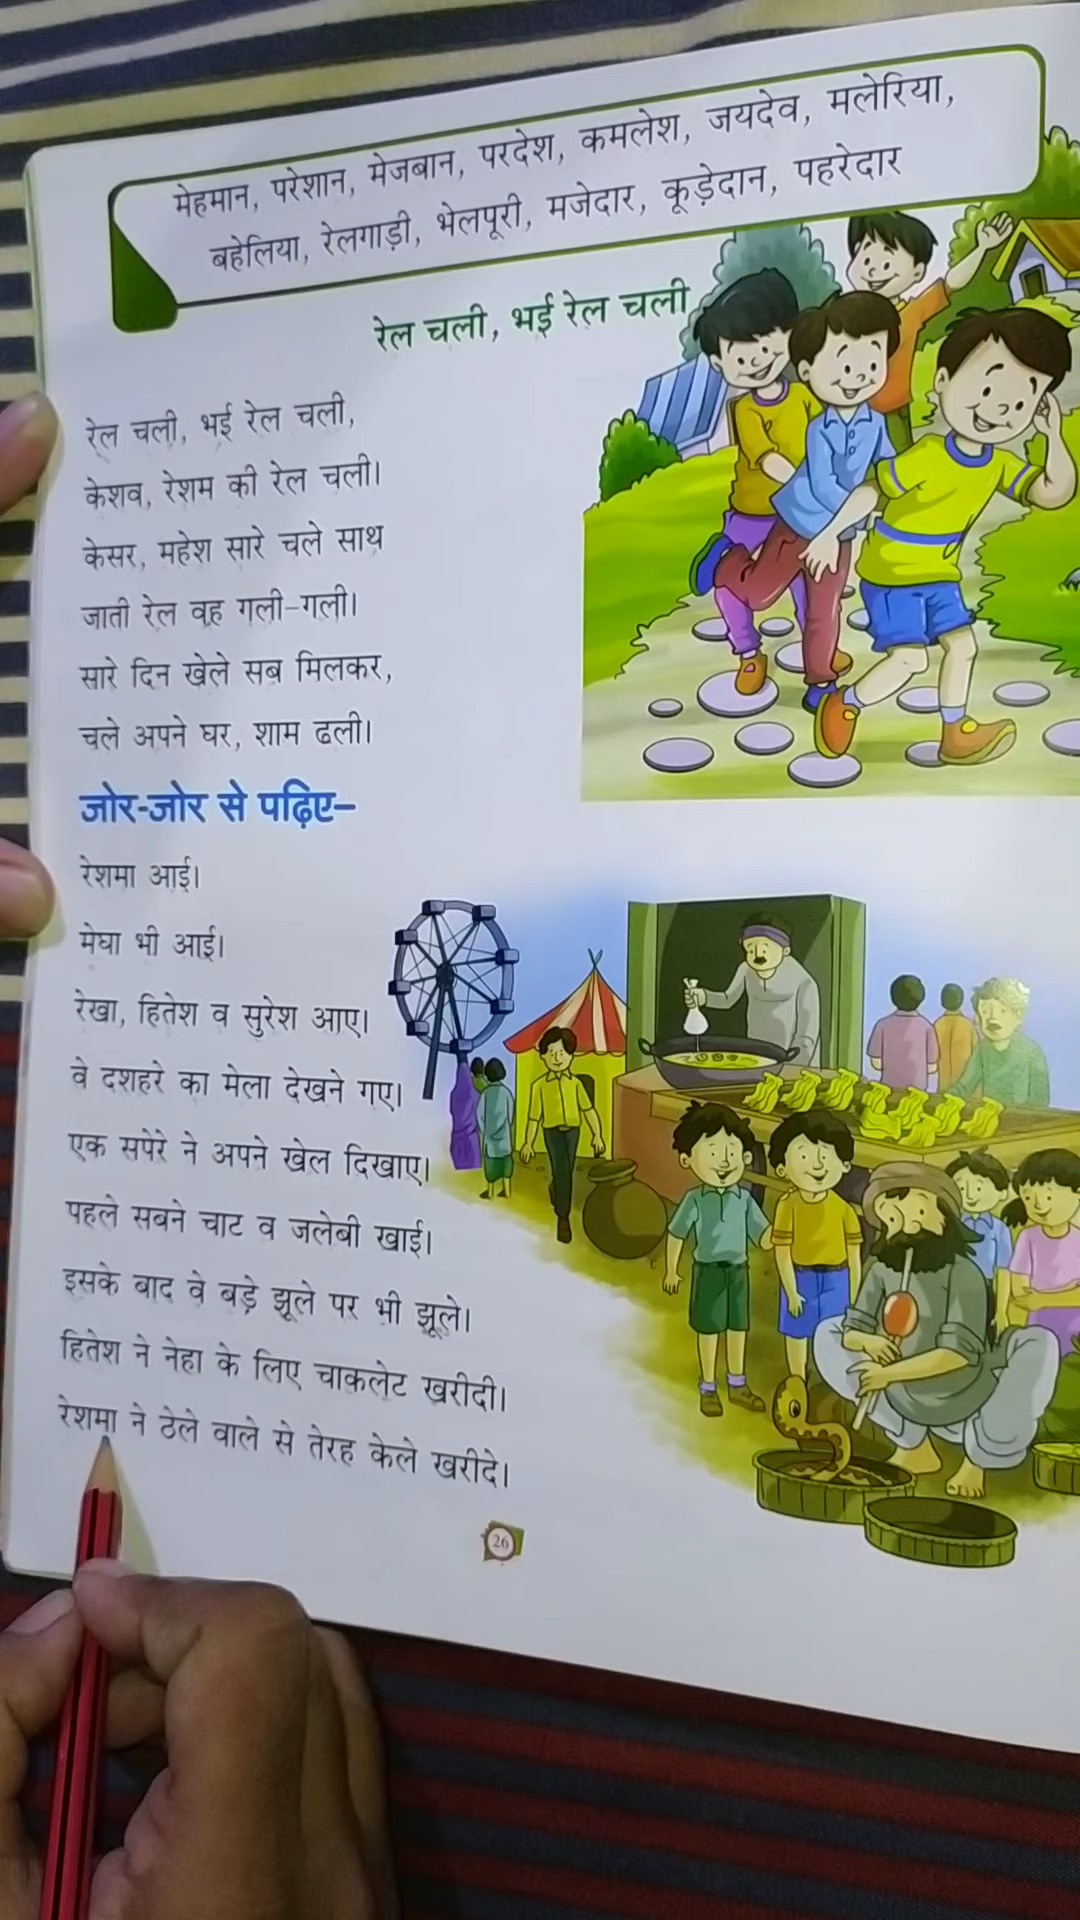 मेहमान, परेशान, मेजबान, परदेश, कमलेश, जयदेव, मलेरिया,
बहेलिया, रेलगाड़ी, भेलपूरी, मजेदार, कूड़ेदान, पहरेदार
रेल चली, भई रेल चली
रेल चली, भई रेल चली,
केशव, रेशम की रेल चली।
केसर, महेश सारे चले साथ
जाती रेल वह गली-गली।
सारे दिन खेले सब मिलकर,
चले अपने घर, शाम ढली।
जोर-जोर से पढ़िए–
रेशमा आई।
मेघा भी आई।
रेखा, हितेश व सुरेश आए।
वे दशहरे का मेला देखने गए।
एक सपेरे ने अपने खेल दिखाए।
पहले सबने चाट व जलेबी खाई।
इसके बाद वे बड़े झूले पर भी झूले।
हितेश ने नेहा के लिए चाकलेट खरीदी।
रेशमा ने ठेले वाले से तेरह केले खरीदे।
26